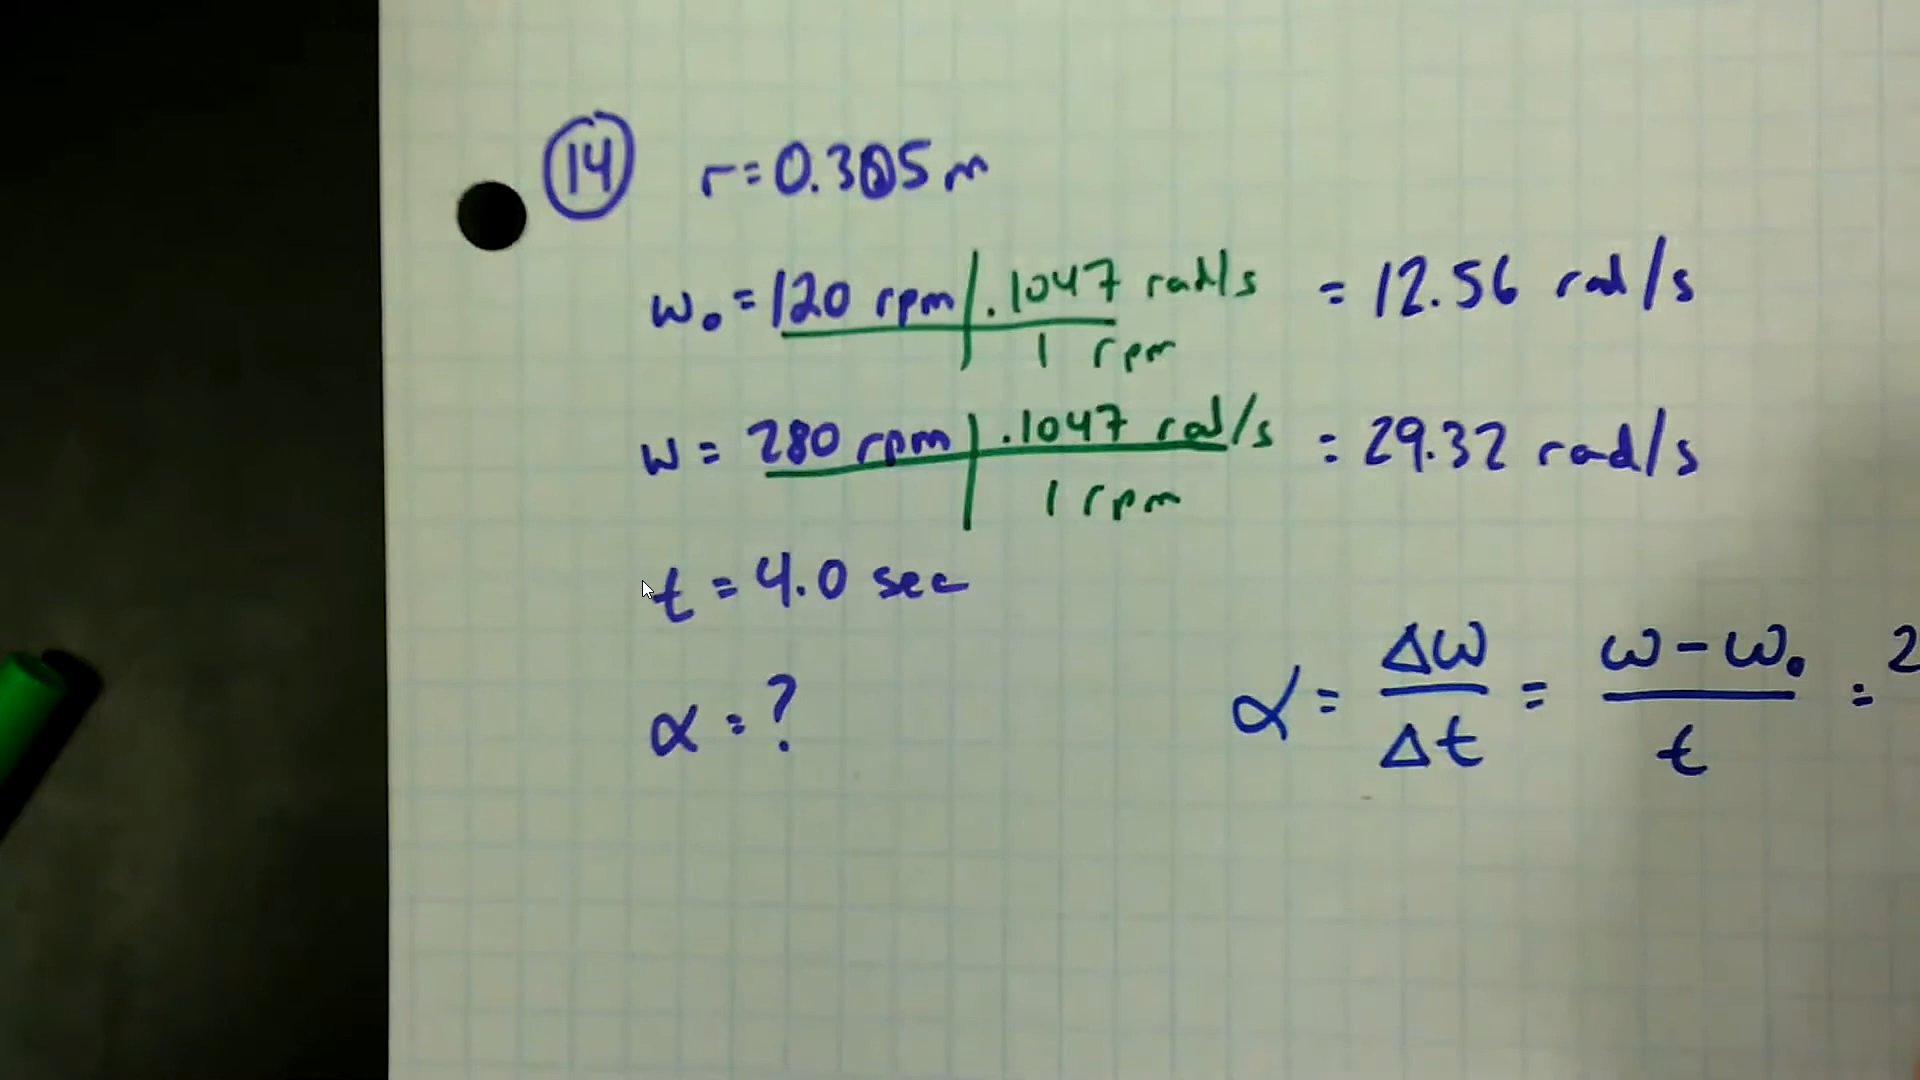 14 r = 0.305 m
ω₀ = 120 rpm | .1047 rad/s = 12.56 rad/s
1 rpm
ω = 280 rpm | .1047 rad/s = 29.32 rad/s
1 rpm
t = 4.0 sec
α = ? α = Δω/Δt = ω - ω₀/t = 2